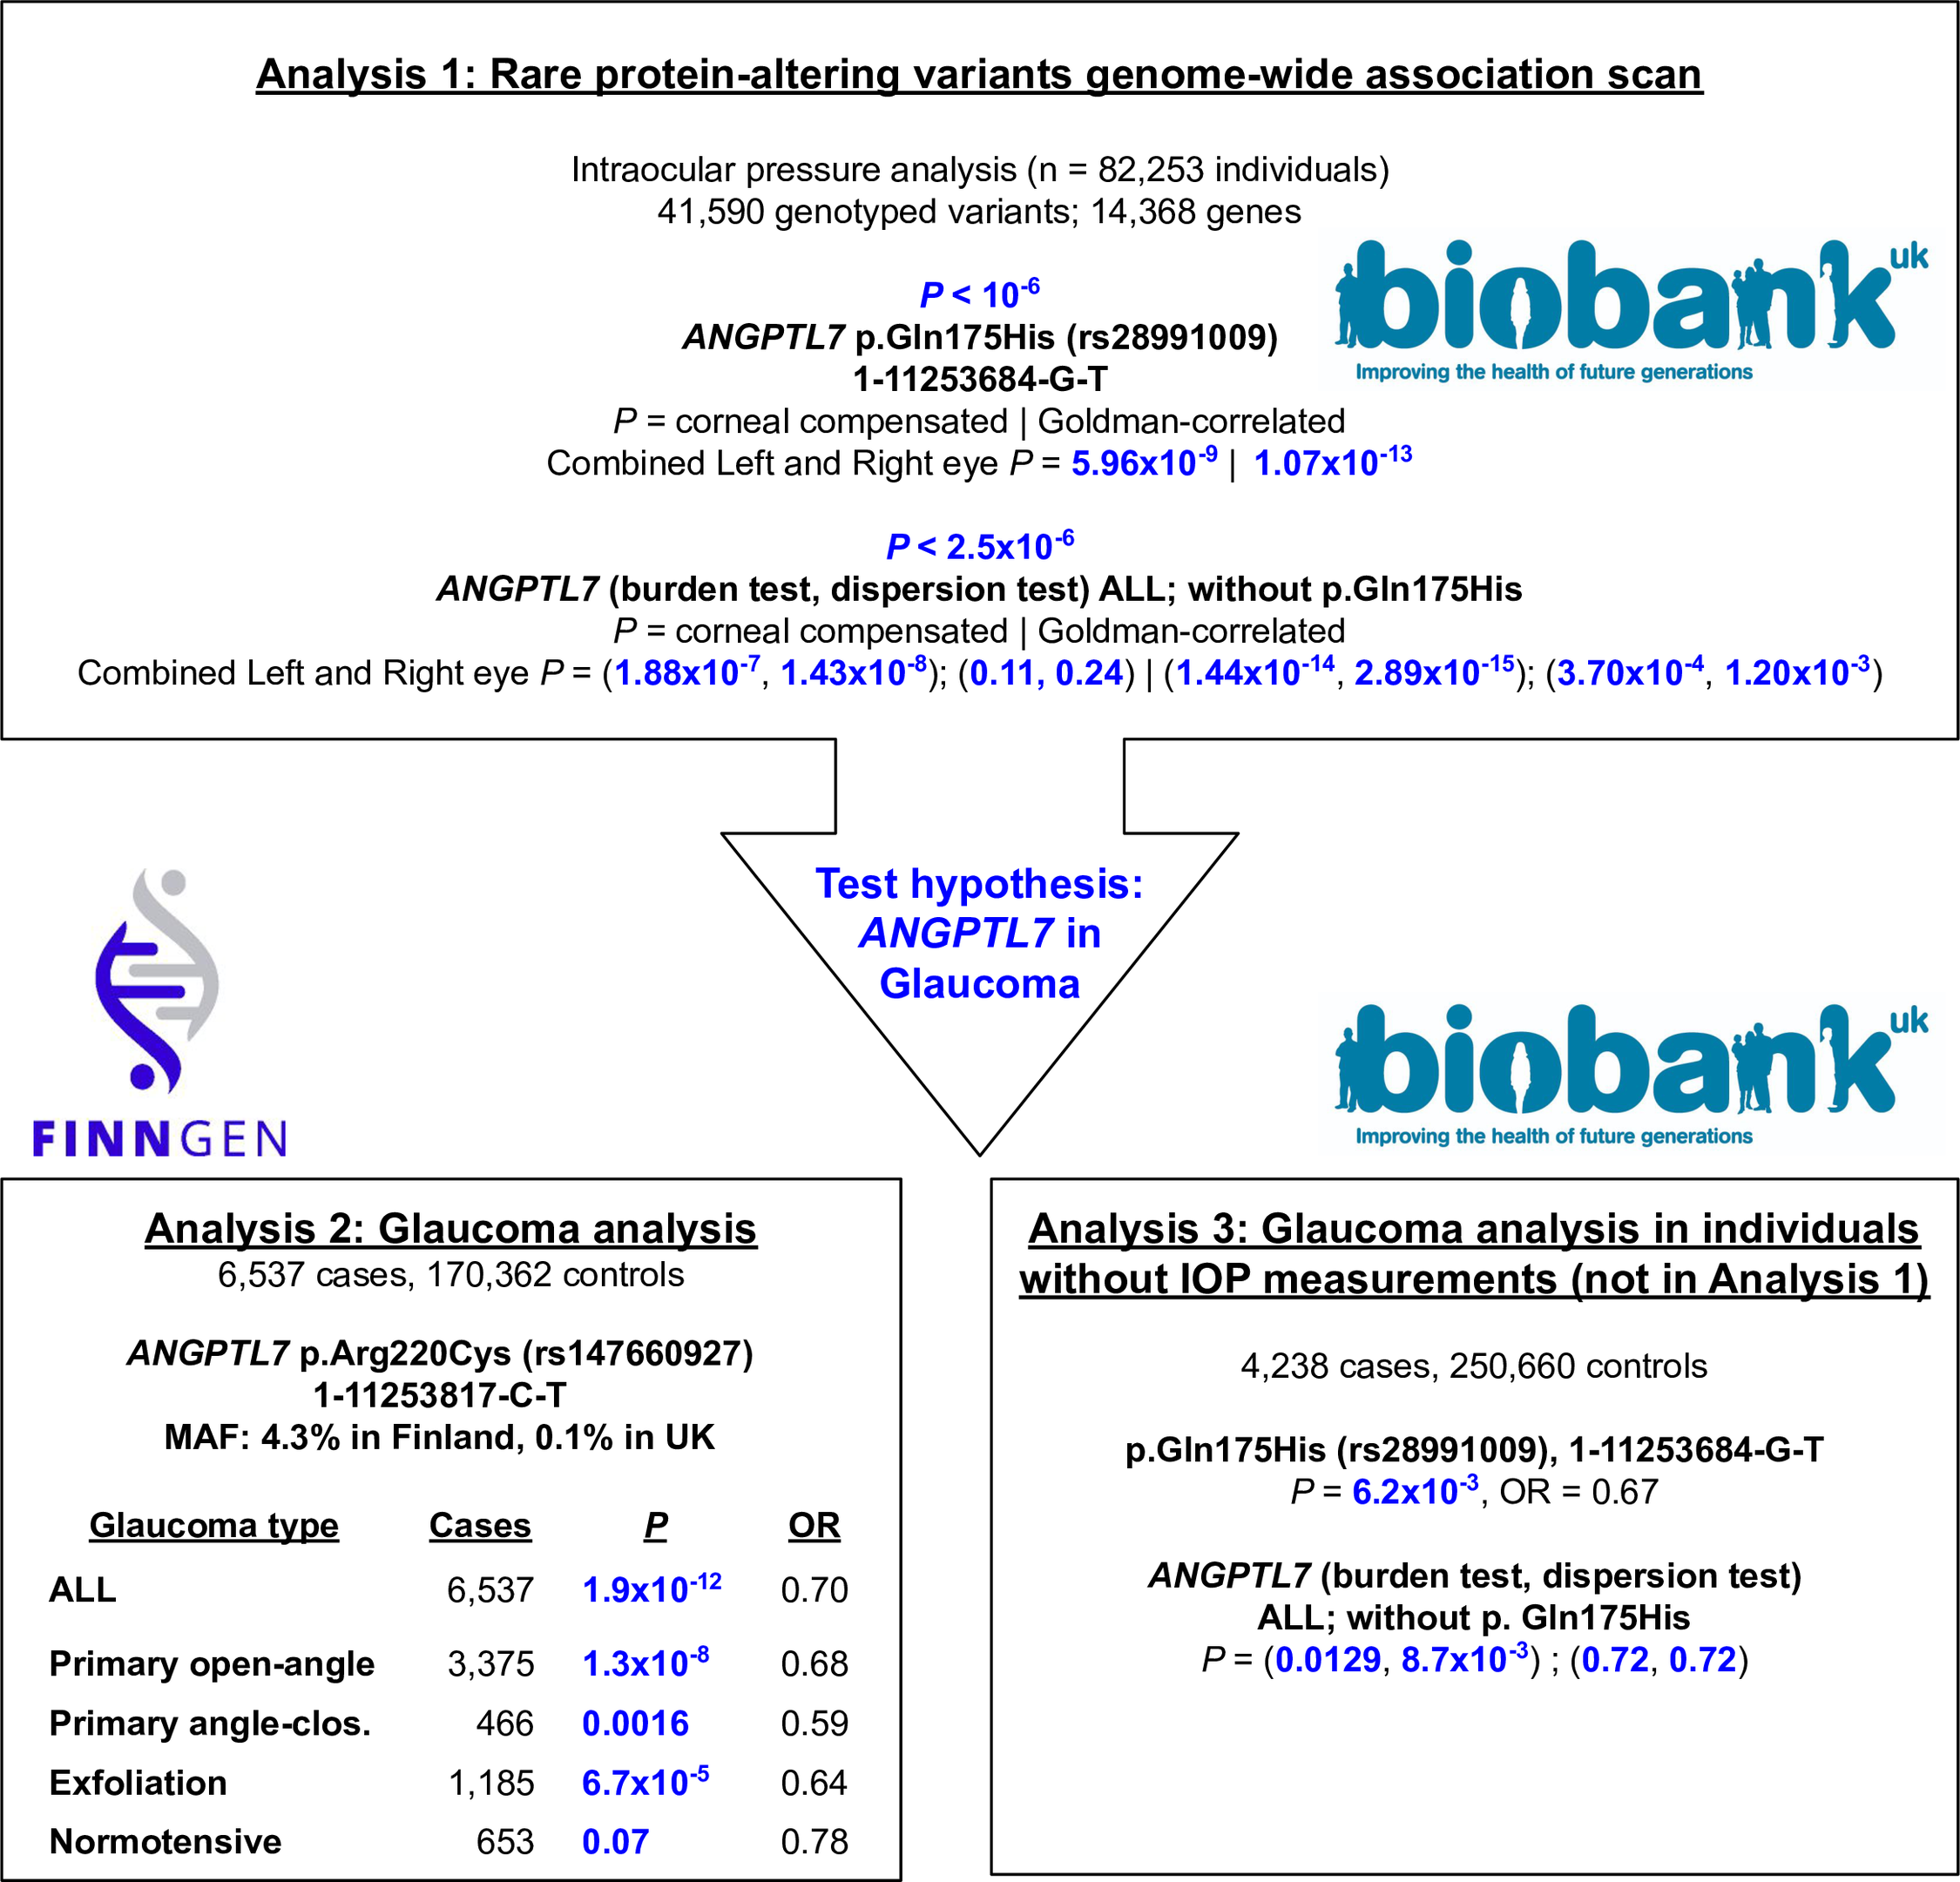 Analysis 1: Rare protein-altering variants genome-wide association scan
Intraocular pressure analysis (n = 82,253 individuals)
41,590 genotyped variants; 14,368 genes
P < 10⁻⁶
ANGPTL7 p.Gln175His (rs28991009)
1-11253684-G-T
P = corneal compensated | Goldman-correlated
Combined Left and Right eye P = 5.96x10⁻⁹ | 1.07x10⁻¹³
biobank uk
Improving the health of future generations
P < 2.5x10⁻⁶
ANGPTL7 (burden test, dispersion test) ALL; without p.Gln175His
P = corneal compensated | Goldman-correlated
Combined Left and Right eye P = (1.88x10⁻⁷, 1.43x10⁻⁸); (0.11, 0.24) | (1.44x10⁻¹⁴, 2.89x10⁻¹⁵); (3.70x10⁻⁴, 1.20x10⁻³)
Test hypothesis:
ANGPTL7 in
Glaucoma
FINNGEN
biobank uk
Improving the health of future generations
Analysis 2: Glaucoma analysis
6,537 cases, 170,362 controls
ANGPTL7 p.Arg220Cys (rs147660927)
1-11253817-C-T
MAF: 4.3% in Finland, 0.1% in UK
Glaucoma type Cases P OR
ALL 6,537 1.9x10⁻¹² 0.70
Primary open-angle 3,375 1.3x10⁻⁸ 0.68
Primary angle-clos. 466 0.0016 0.59
Exfoliation 1,185 6.7x10⁻⁵ 0.64
Normotensive 653 0.07 0.78
Analysis 3: Glaucoma analysis in individuals
without IOP measurements (not in Analysis 1)
4,238 cases, 250,660 controls
p.Gln175His (rs28991009), 1-11253684-G-T
P = 6.2x10⁻³, OR = 0.67
ANGPTL7 (burden test, dispersion test)
ALL; without p. Gln175His
P = (0.0129, 8.7x10⁻³) ; (0.72, 0.72)